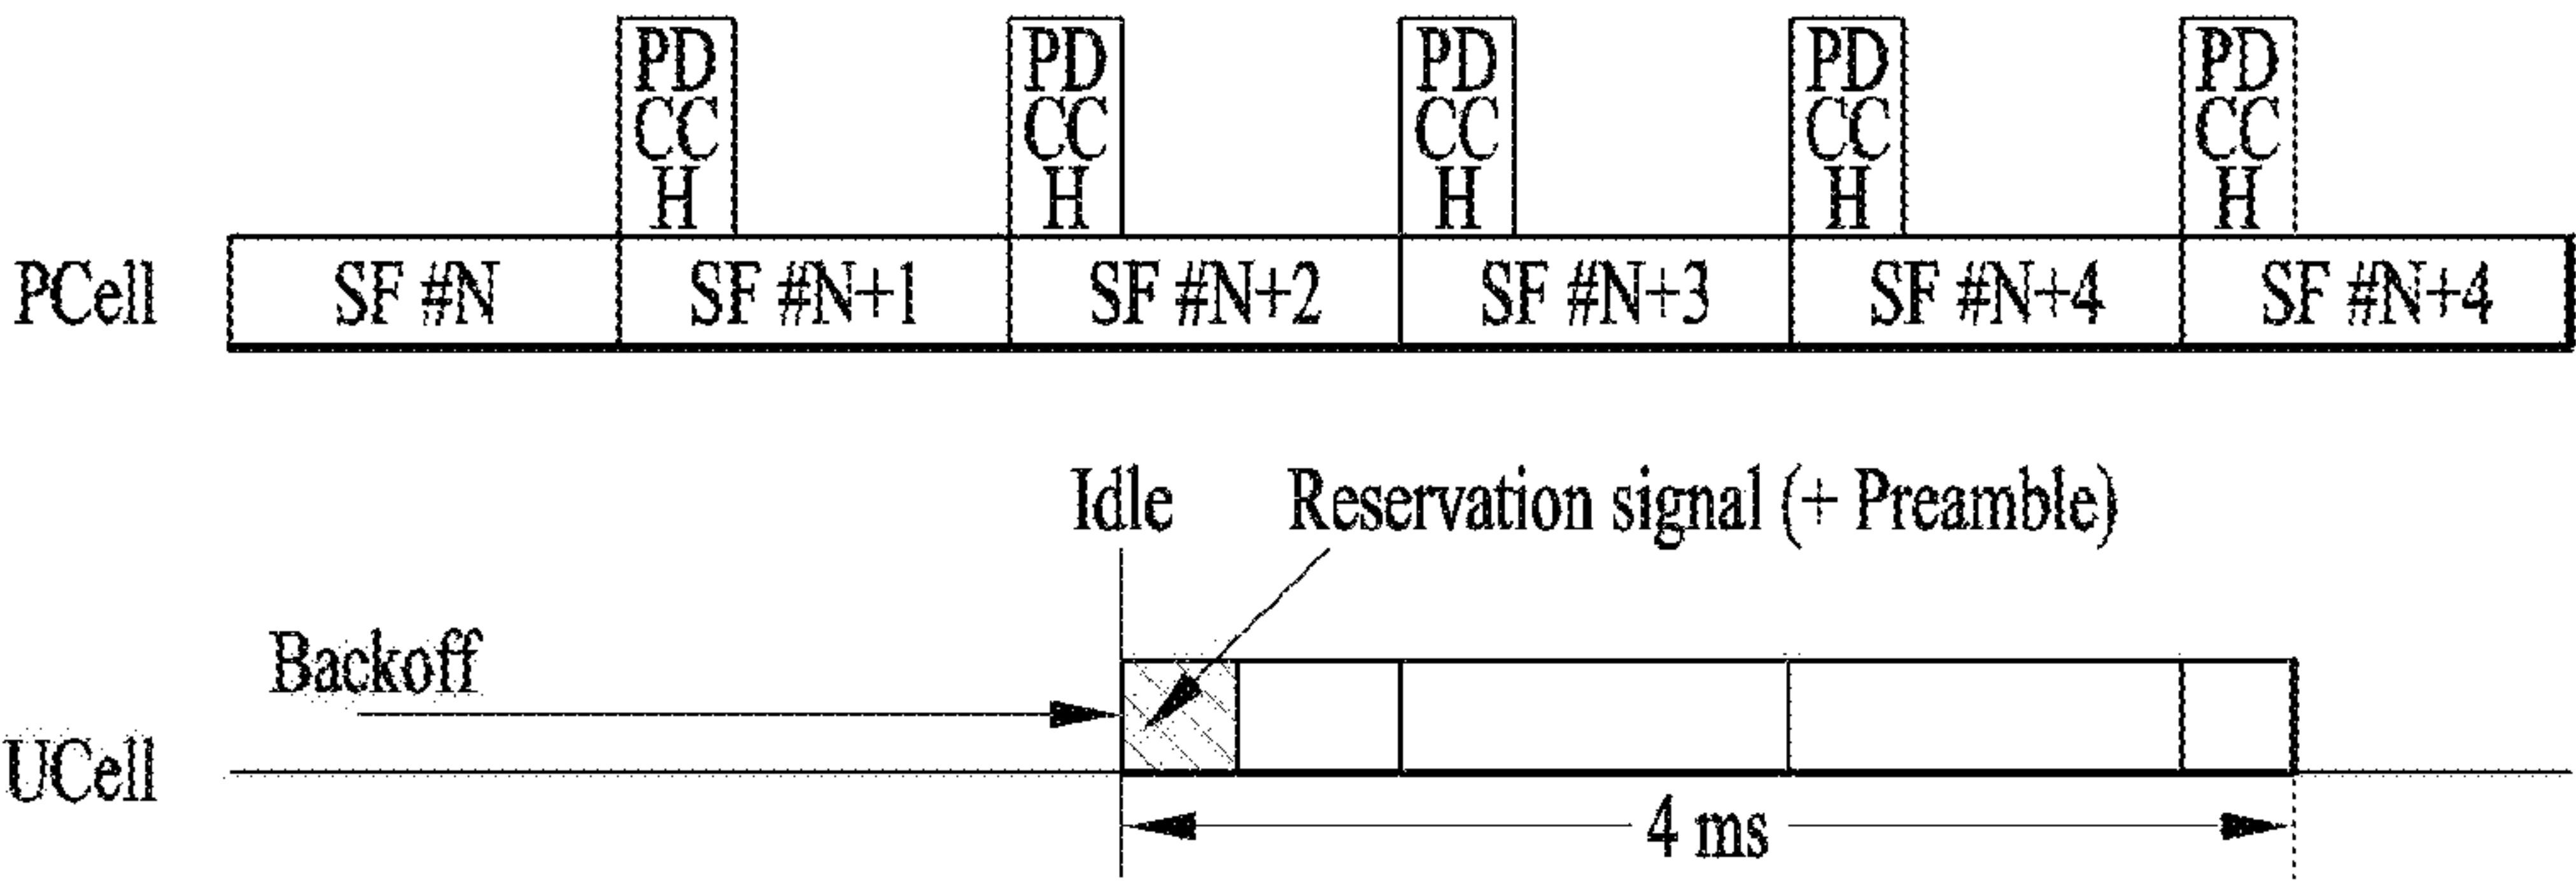 PD PD PD PD PD
CC CC CC CC CC
H H H H H
PCell SF #N SF #N+1 SF #N+2 SF #N+3 SF #N+4 SF #N+4
Idle Reservation signal (+ Preamble)
Backoff
UCell
4 ms